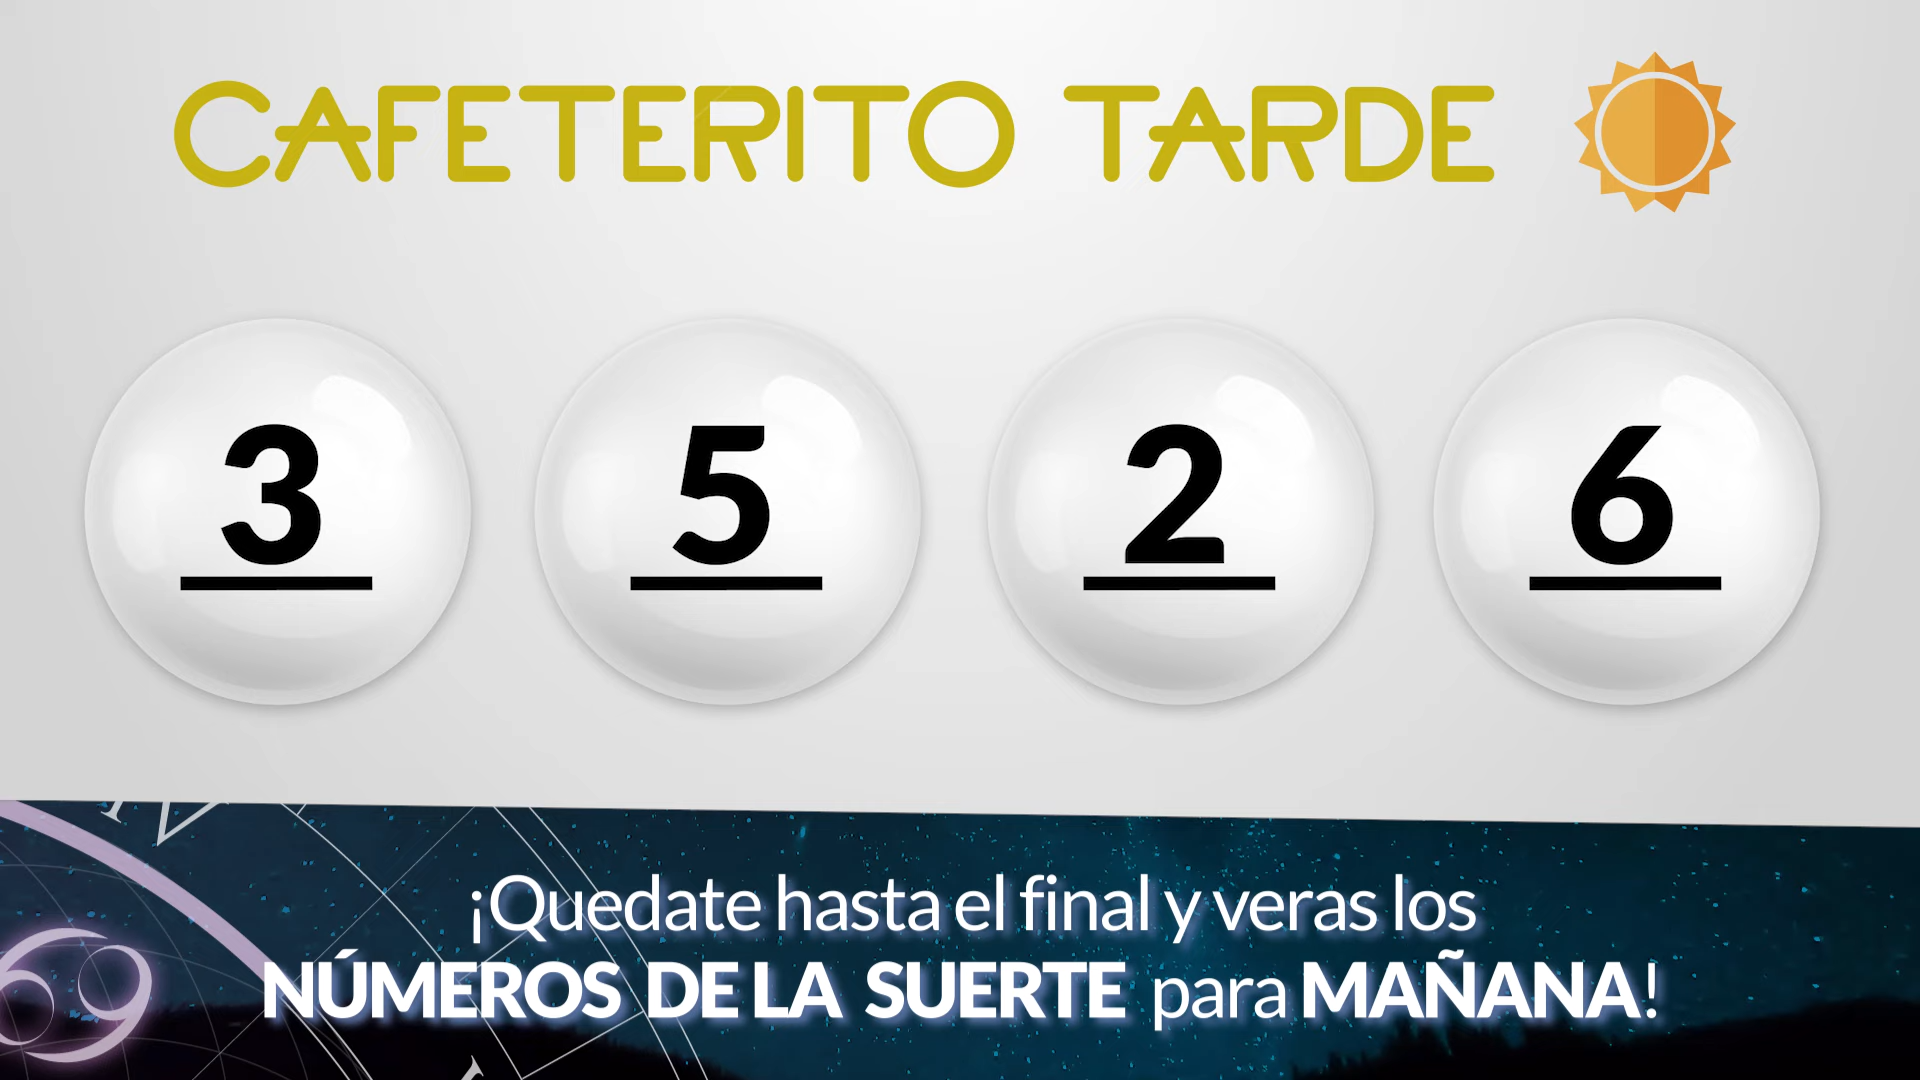 CAFETERITO TARDE
3 5 2 6
¡Quedate hasta el final y veras los
NÚMEROS DE LA SUERTE para MAÑANA!